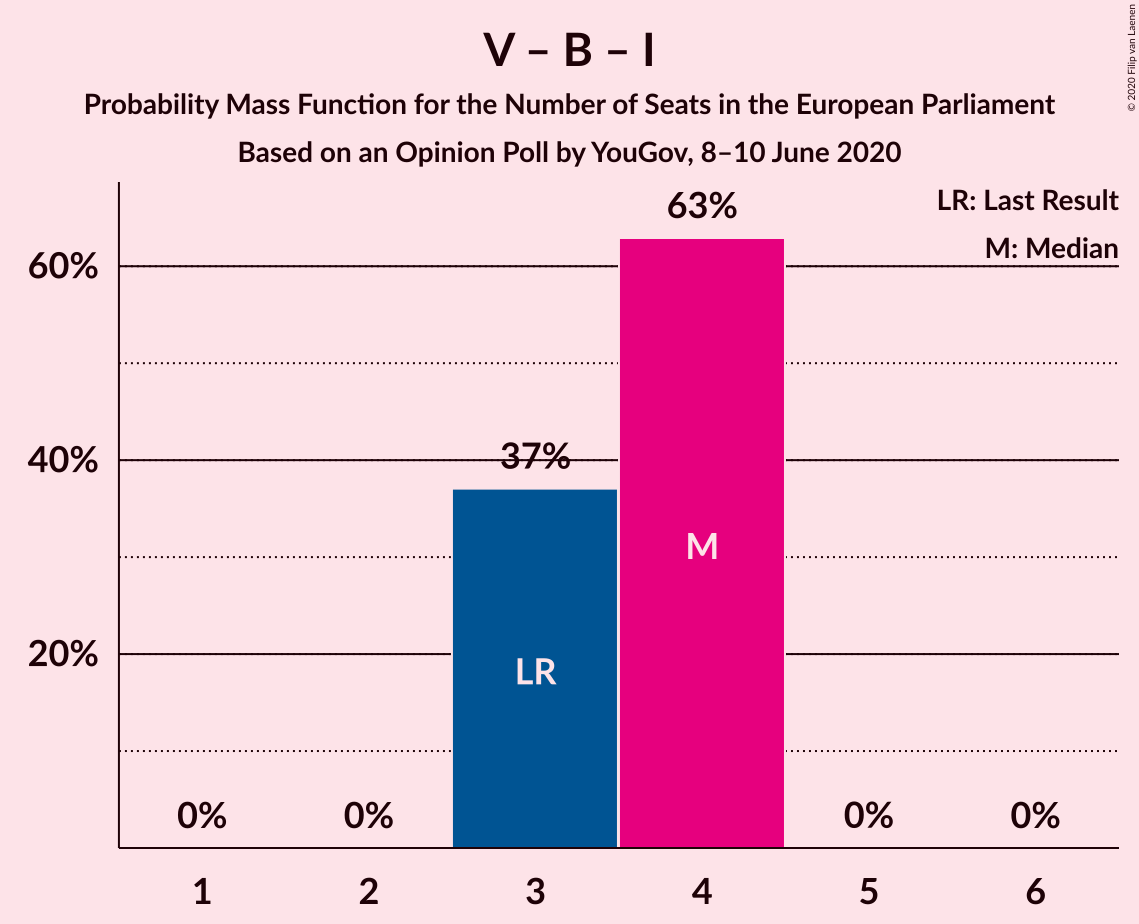 V – B – I
Probability Mass Function for the Number of Seats in the European Parliament
Based on an Opinion Poll by YouGov, 8–10 June 2020
© 2020 Filip van Laenen
LR: Last Result
M: Median
63%
60%
40%
37%
M
20%
LR
0% 0% 0% 0%
1 2 3 4 5 6